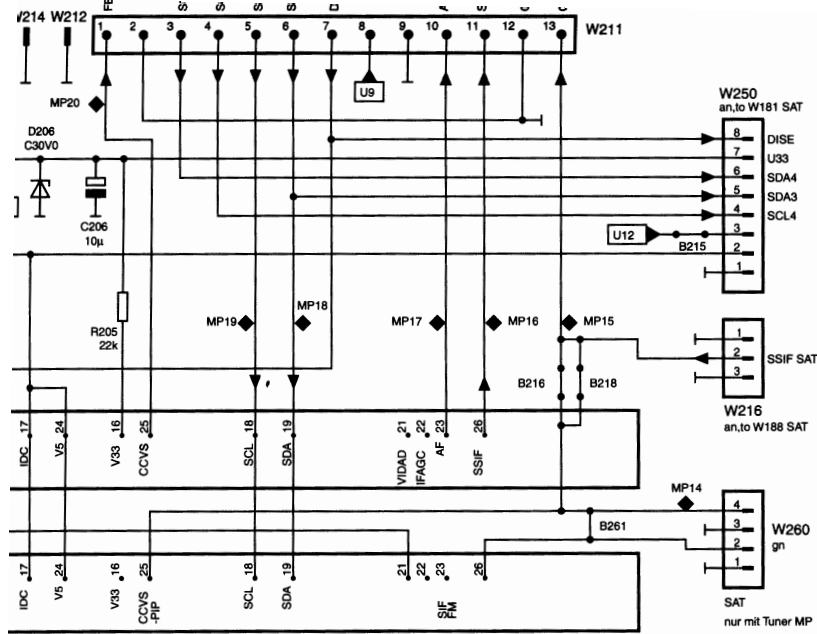 W212
1 2 3 4 5 6 7 8 9 10 11 12 13
W211
U9
MP20
W250
an,to W181 SAT
D206
C30V0
8 DISE
7 U33
6 SDA4
5 SDA3
4 SCL4
3
2
1
C206
10µ
U12
B215
R205
22k
MP19
MP18
MP17
MP16
MP15
1
2 SSIF SAT
3
B216
B218
W216
an,to W188 SAT
17 24 16 25 18 19 21 22 23 26
IDC V5 V33 CCVS SCL SDA VIDAD IFAGC AF SSIF
MP14
4
3
2
1
W260
gn
B261
17 24 16 25 18 19 21 22 23 26
IDC V5 V33 CCVS SCL SDA SIF
-PIP FM
SAT
nur mit Tuner MP